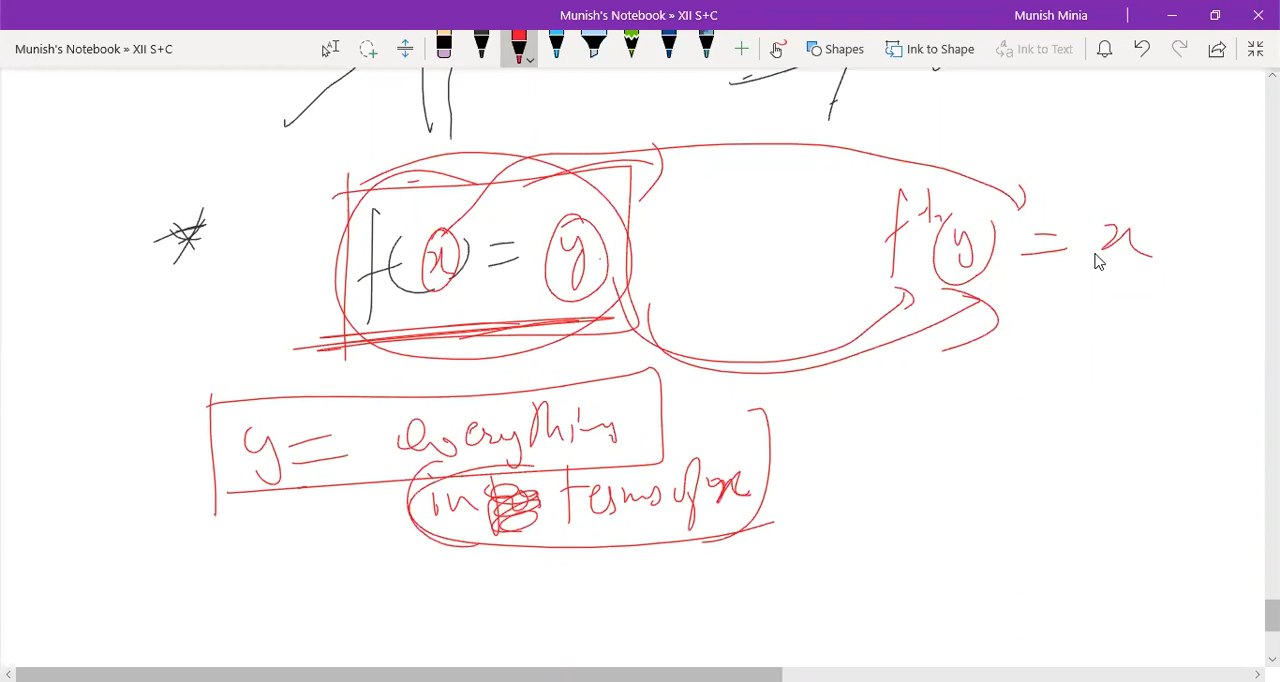 Munish's Notebook » XII S+C
Munish Minia
Munish's Notebook » XII S+C
Shapes
Ink to Shape
Ink to Text
* f(x) = y
y = x
y = everything
in terms of x